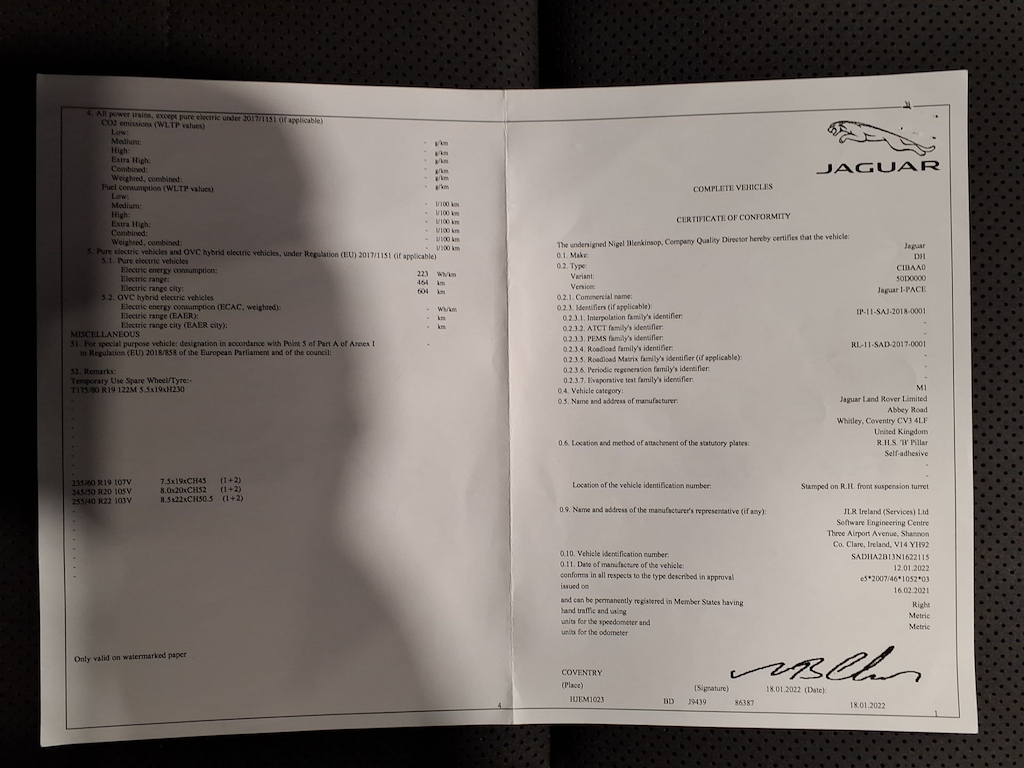 4. All power trains, except pure electric under 2017/1151 (if applicable)
CO2 emissions (WLTP values)
Low: - g/km
Medium: - g/km
High: - g/km
Extra High: - g/km
Combined: - g/km
Weighted, combined: - g/km
Fuel consumption (WLTP values)
Low: - l/100 km
Medium: - l/100 km
High: - l/100 km
Extra High: - l/100 km
Combined: - l/100 km
Weighted, combined: - l/100 km
5. Pure electric vehicles and OVC hybrid electric vehicles, under Regulation (EU) 2017/1151 (if applicable)
5.1. Pure electric vehicles
Electric energy consumption: 223 Wh/km
Electric range: 464 km
Electric range city: 604 km
5.2. OVC hybrid electric vehicles
Electric energy consumption (ECAC, weighted): - Wh/km
Electric range (EAER): - km
Electric range city (EAER city): - km
MISCELLANEOUS
51. For special purpose vehicle: designation in accordance with Point 5 of Part A of Annex I -
to Regulation (EU) 2018/858 of the European Parliament and of the council:
52. Remarks:
Temporary Use Spare Wheel/Tyre:-
T175/80 R19 122M 5.5x19xH230
235/60 R19 107V 7.5x19xCH45 (1+2)
245/50 R20 105V 8.0x20xCH52 (1+2)
255/40 R22 103V 8.5x22xCH50.5 (1+2)
Only valid on watermarked paper
4
JAGUAR
COMPLETE VEHICLES
CERTIFICATE OF CONFORMITY
The undersigned Nigel Blenkinsop, Company Quality Director hereby certifies that the vehicle:
0.1. Make: Jaguar
0.2. Type: DH
Variant: CIBAA0
Version: 50D0000
0.2.1. Commercial name: Jaguar I-PACE
0.2.3. Identifiers (if applicable):
0.2.3.1. Interpolation family's identifier: IP-11-SAJ-2018-0001
0.2.3.2. ATCT family's identifier: -
0.2.3.3. PEMS family's identifier: -
0.2.3.4. Roadload family's identifier: RL-11-SAD-2017-0001
0.2.3.5. Roadload Matrix family's identifier (if applicable): -
0.2.3.6. Periodic regeneration family's identifier: -
0.2.3.7. Evaporative test family's identifier: -
0.4. Vehicle category: M1
0.5. Name and address of manufacturer: Jaguar Land Rover Limited
Abbey Road
Whitley, Coventry CV3 4LF
United Kingdom
0.6. Location and method of attachment of the statutory plates: R.H.S. 'B' Pillar
Self-adhesive
-
-
Location of the vehicle identification number: Stamped on R.H. front suspension turret
0.9. Name and address of the manufacturer's representative (if any): JLR Ireland (Services) Ltd
Software Engineering Centre
Three Airport Avenue, Shannon
Co. Clare, Ireland, V14 YH92
0.10. Vehicle identification number: SADHA2B13N1622115
0.11. Date of manufacture of the vehicle: 12.01.2022
conforms in all respects to the type described in approval e5*2007/46*1052*03
issued on 16.02.2021
and can be permanently registered in Member States having Right
hand traffic and using Metric
units for the speedometer and Metric
units for the odometer
COVENTRY
(Place) (Signature) 18.01.2022 (Date):
HJEM1023 BD J9439 86387 18.01.2022
1